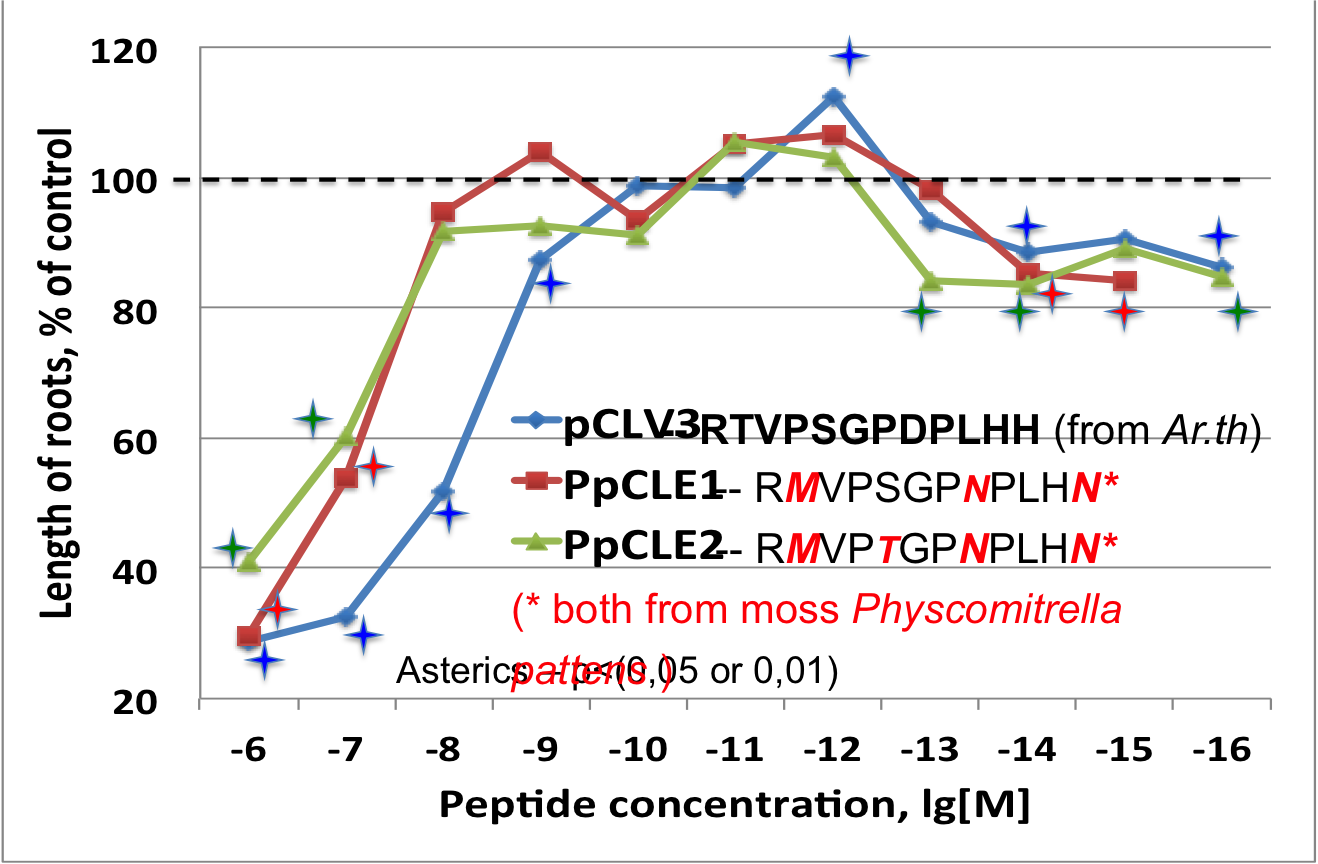 120
100
80
60
40
20
Length of roots, % of control
pCLV3-- RTVPSGPDPLHH (from Ar.th)
PpCLE1-- RMVPSGPNPLHN*
PpCLE2-- RMVPTGPNPLHN*
(* both from moss Physcomitrella
pattens )
Asterics – p<(0,05 or 0,01)
-6 -7 -8 -9 -10 -11 -12 -13 -14 -15 -16
Peptide concentration, lg[M]